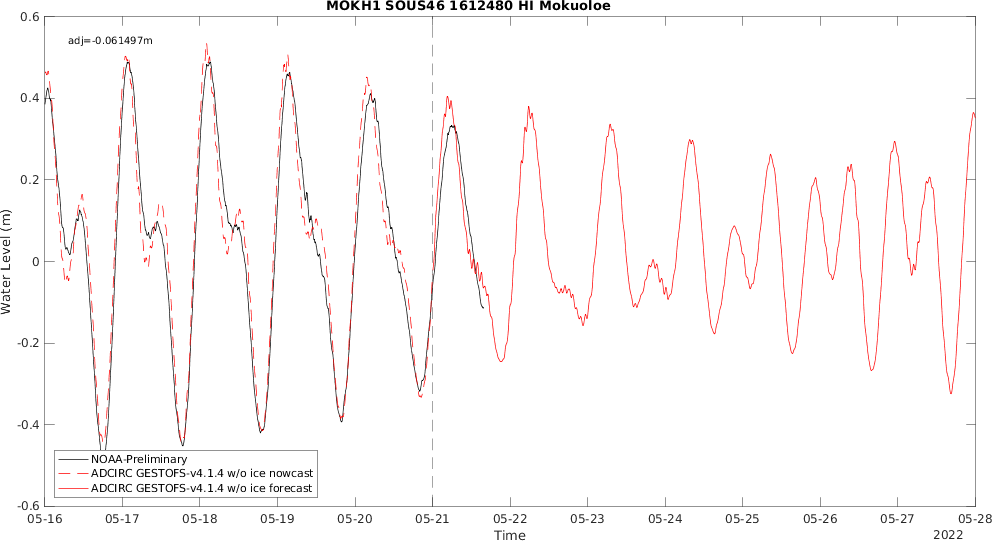 MOKH1 SOUS46 1612480 HI Mokuoloe
adj=-0.061497m
0.6
0.4
0.2
0
-0.2
-0.4
-0.6
Water Level (m)
NOAA-Preliminary
ADCIRC GESTOFS-v4.1.4 w/o ice nowcast
ADCIRC GESTOFS-v4.1.4 w/o ice forecast
05-16 05-17 05-18 05-19 05-20 05-21 05-22 05-23 05-24 05-25 05-26 05-27 05-28
Time
2022